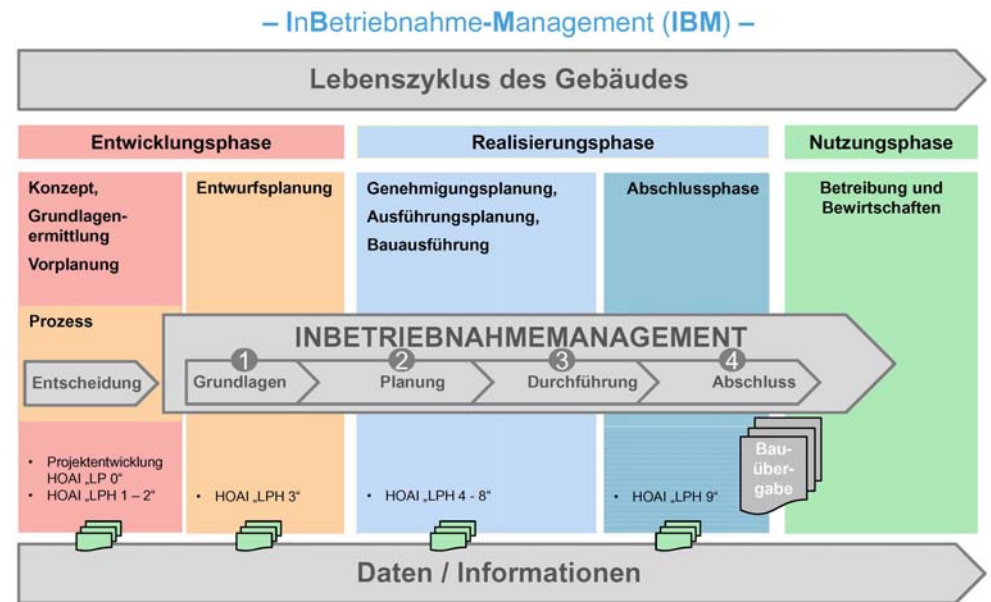 – InBetriebnahme-Management (IBM) –
Lebenszyklus des Gebäudes
Entwicklungsphase
Realisierungsphase
Nutzungsphase
Konzept,
Grundlagen-
ermittlung
Vorplanung
Entwurfsplanung
Genehmigungsplanung,
Ausführungsplanung,
Bauausführung
Abschlussphase
Betreibung und
Bewirtschaften
Prozess
INBETRIEBNAHMEMANAGEMENT
Entscheidung
1
Grundlagen
2
Planung
3
Durchführung
4
Abschluss
• Projektentwicklung
HOAI „LP 0“
• HOAI „LPH 1 – 2“
• HOAI „LPH 3“
• HOAI „LPH 4 - 8“
• HOAI „LPH 9“
Bau-
über-
gabe
Daten / Informationen